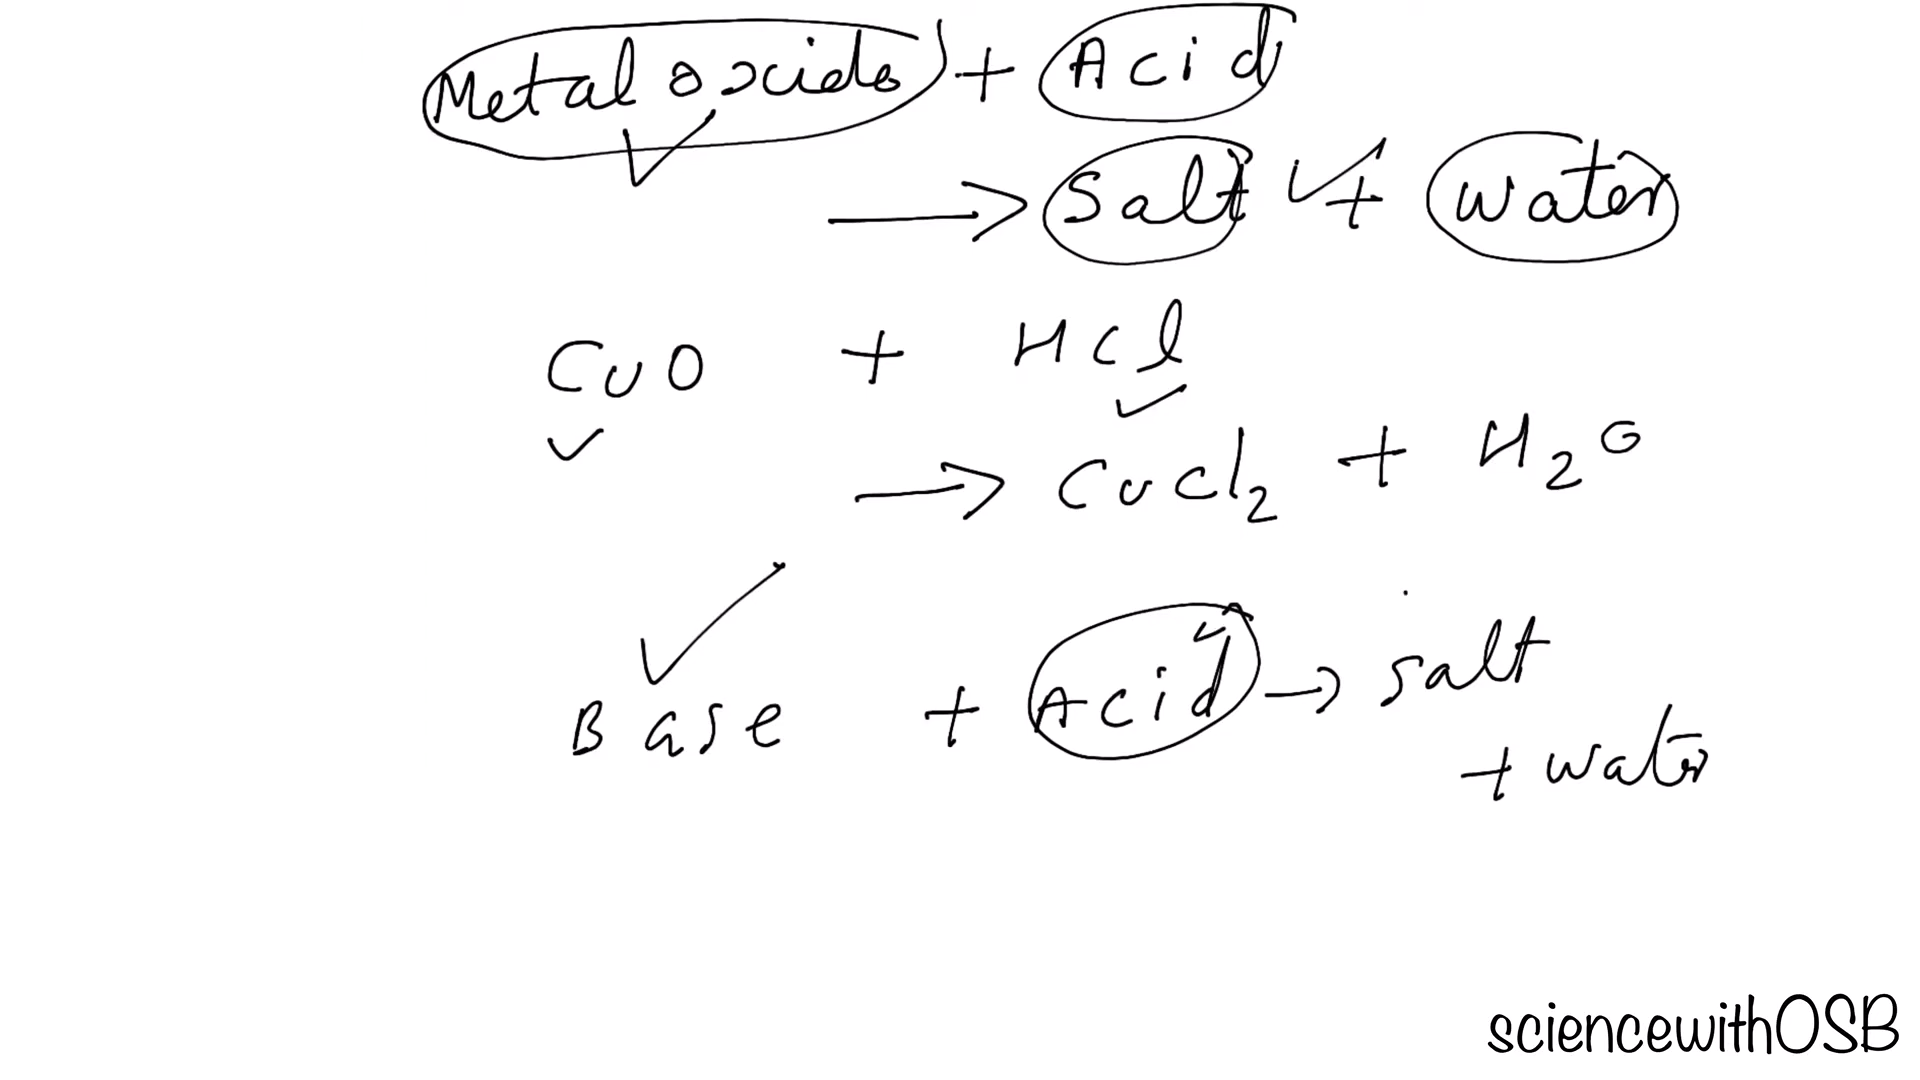 Metal oxide + Acid
→ Salt + Water
CuO + HCl
→ CuCl₂ + H₂O
Base + Acid → salt
+ water
sciencewithOSB